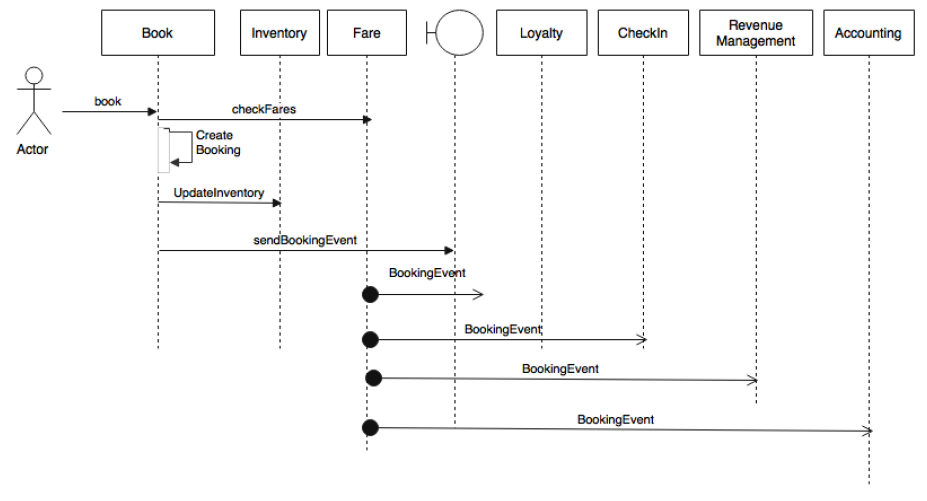 Book
Inventory
Fare
Loyalty
CheckIn
Revenue
Management
Accounting
book
checkFares
Actor
Create
Booking
UpdateInventory
sendBookingEvent
BookingEvent
BookingEvent
BookingEvent
BookingEvent